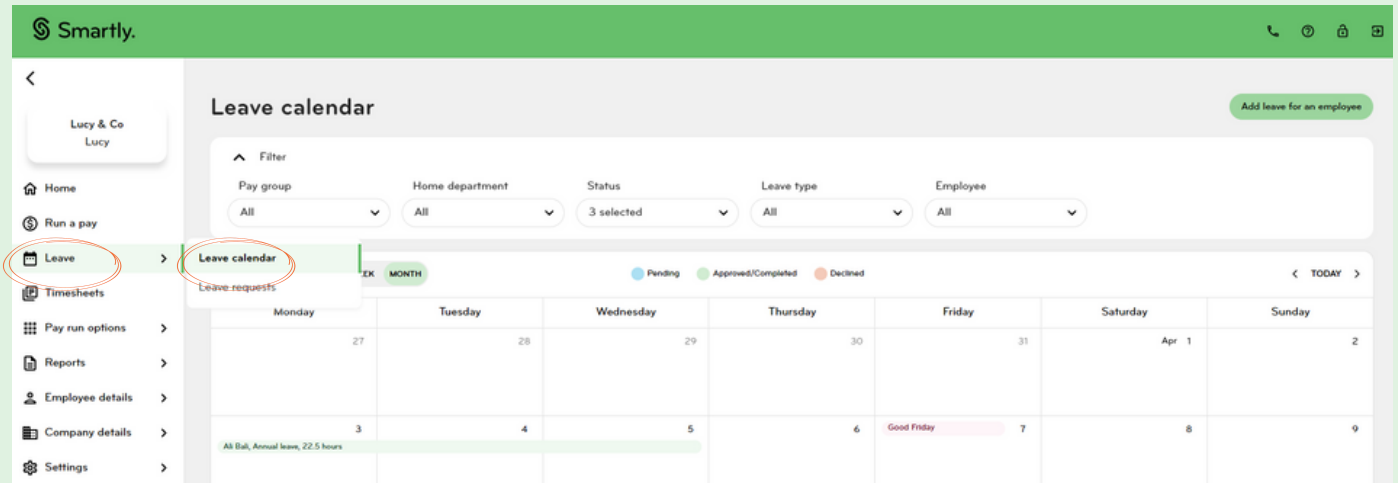 Smartly.
Lucy & Co
Lucy
Home
Run a pay
Leave
Timesheets
Pay run options
Reports
Employee details
Company details
Settings
Leave calendar
Leave requests
Leave calendar
Add leave for an employee
Filter
Pay group Home department Status Leave type Employee
All All 3 selected All All
MONTH Pending Approved/Completed Declined TODAY
Monday Tuesday Wednesday Thursday Friday Saturday Sunday
27 28 29 30 31 Apr 1 2
3 4 5 6 Good Friday 7 8 9
Ali Bali, Annual leave, 22.5 hours